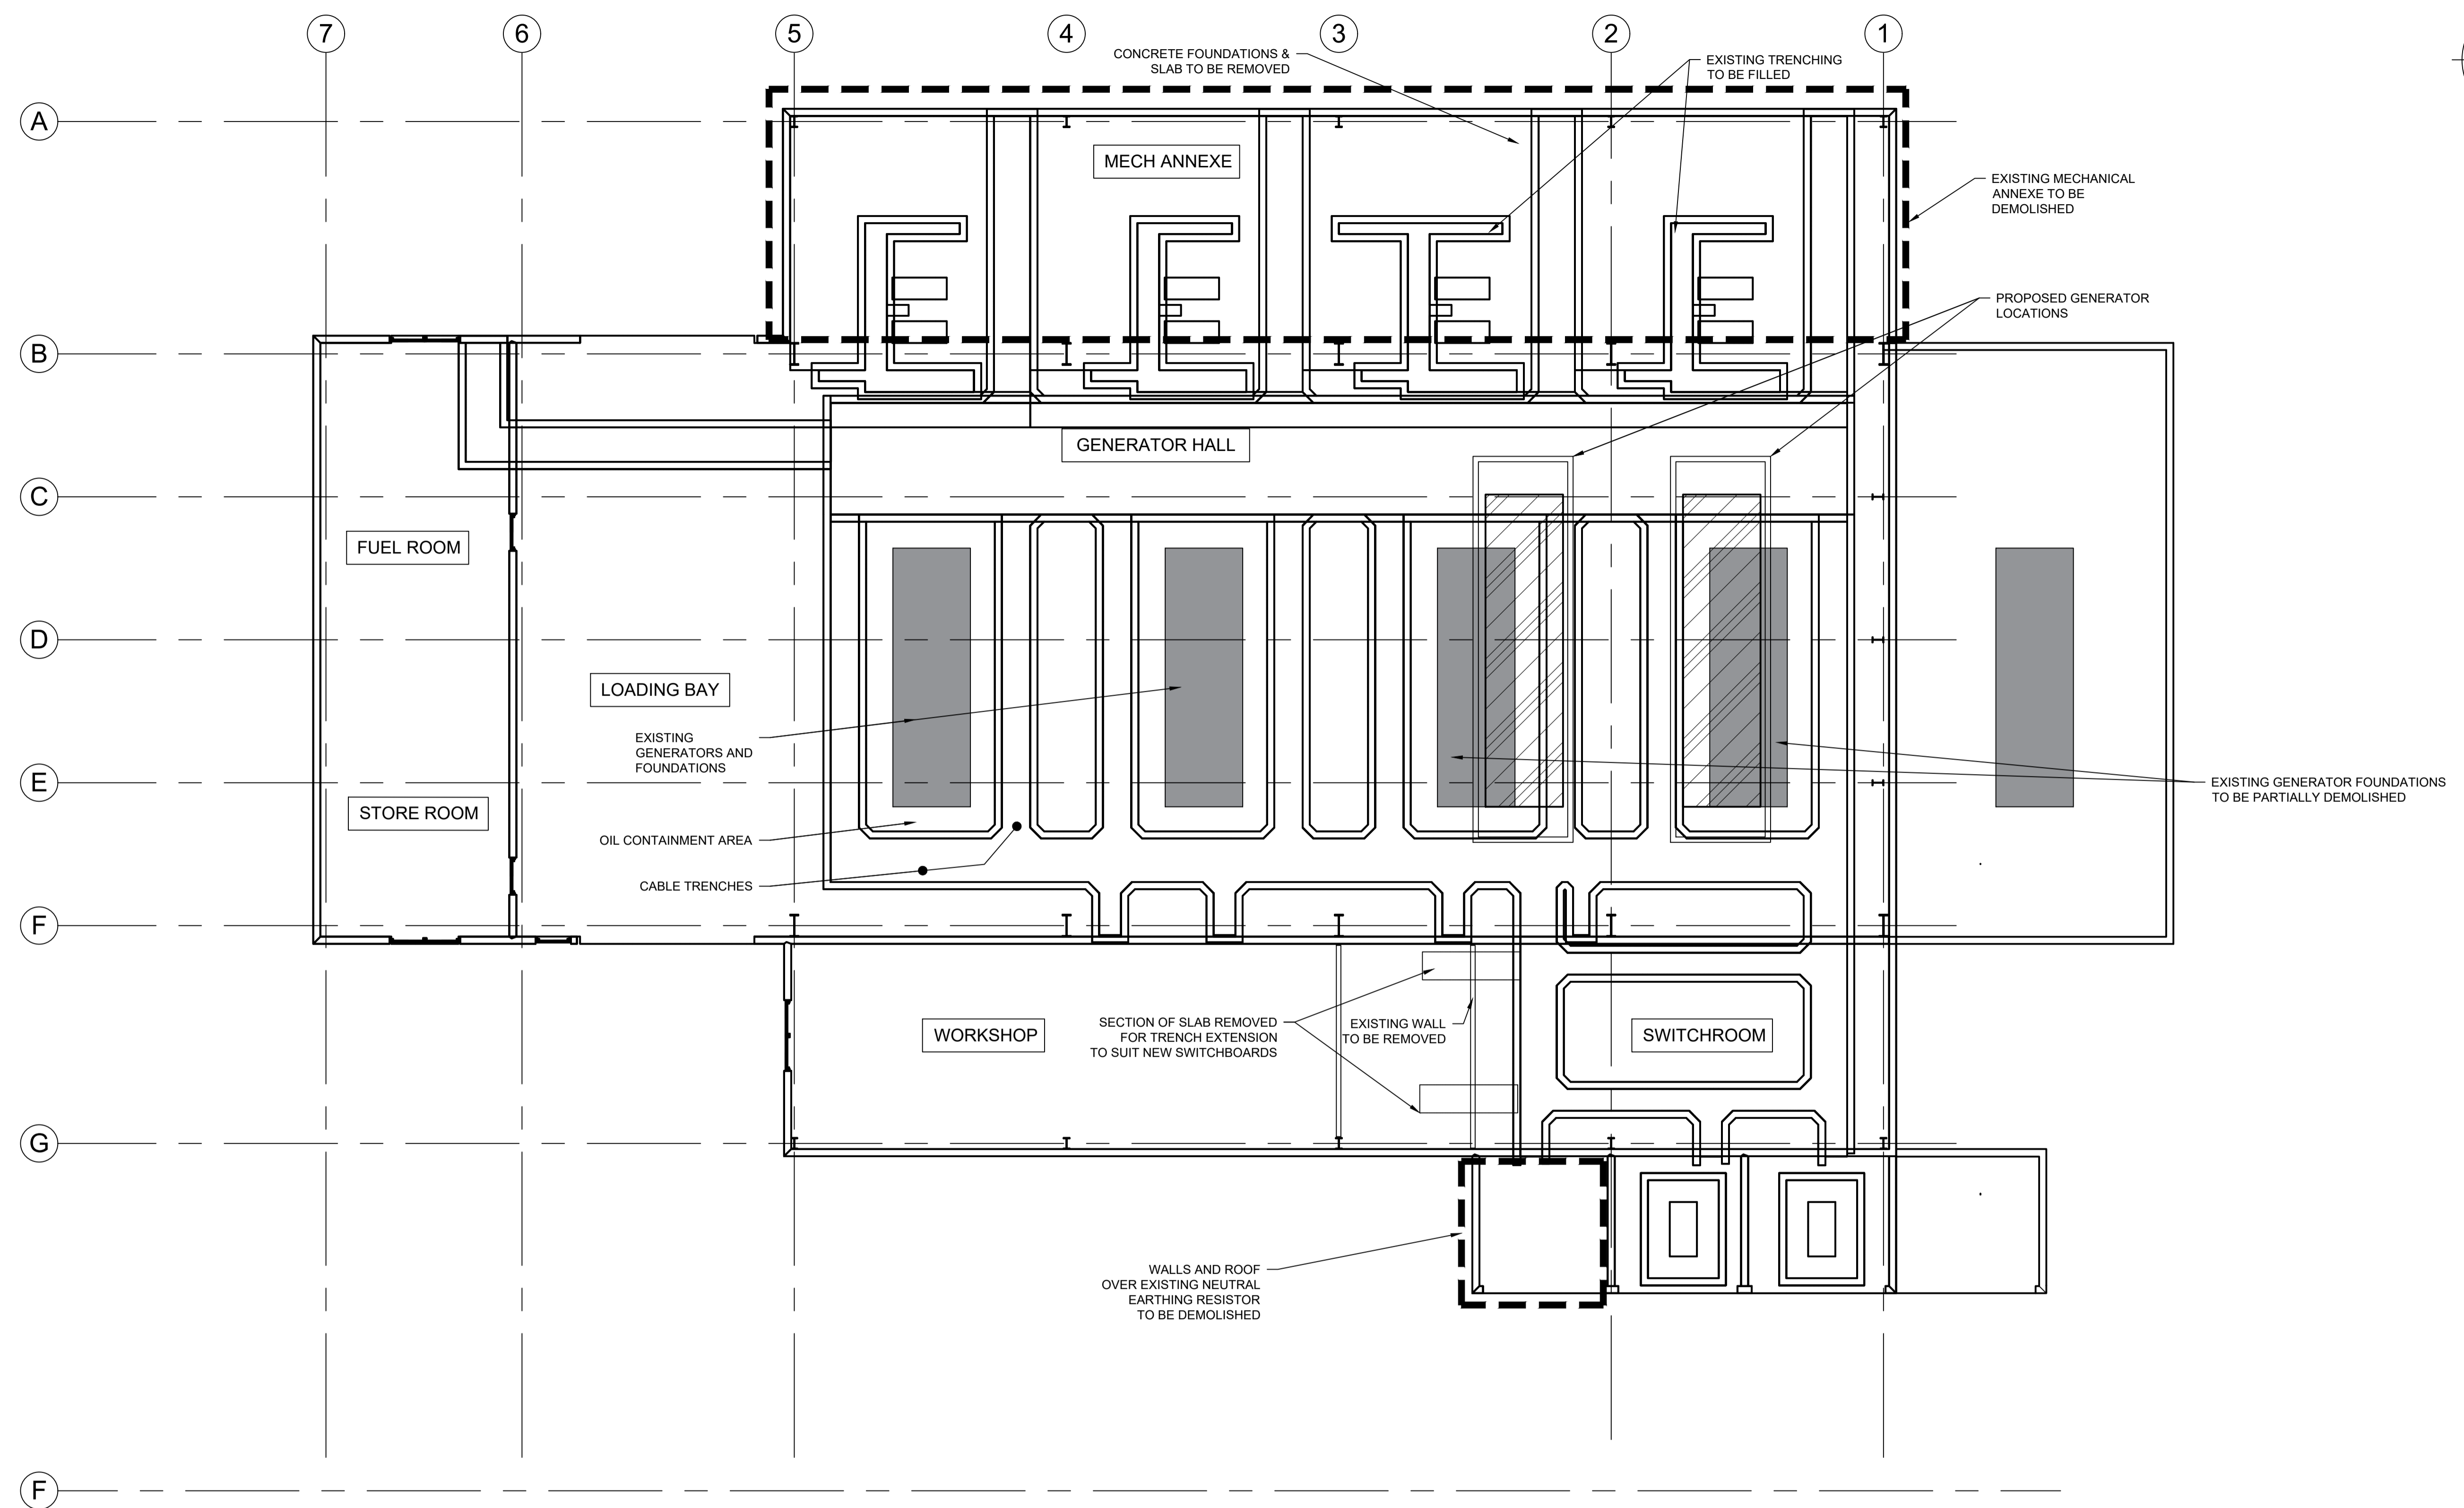 7
6
5
4
3
2
1
CONCRETE FOUNDATIONS &
SLAB TO BE REMOVED
EXISTING TRENCHING
TO BE FILLED
A
MECH ANNEXE
EXISTING MECHANICAL
ANNEXE TO BE
DEMOLISHED
PROPOSED GENERATOR
LOCATIONS
B
GENERATOR HALL
C
FUEL ROOM
D
LOADING BAY
EXISTING
GENERATORS AND
FOUNDATIONS
E
EXISTING GENERATOR FOUNDATIONS
TO BE PARTIALLY DEMOLISHED
STORE ROOM
OIL CONTAINMENT AREA
CABLE TRENCHES
F
SECTION OF SLAB REMOVED
FOR TRENCH EXTENSION
TO SUIT NEW SWITCHBOARDS
EXISTING WALL
TO BE REMOVED
WORKSHOP
SWITCHROOM
G
WALLS AND ROOF
OVER EXISTING NEUTRAL
EARTHING RESISTOR
TO BE DEMOLISHED
F